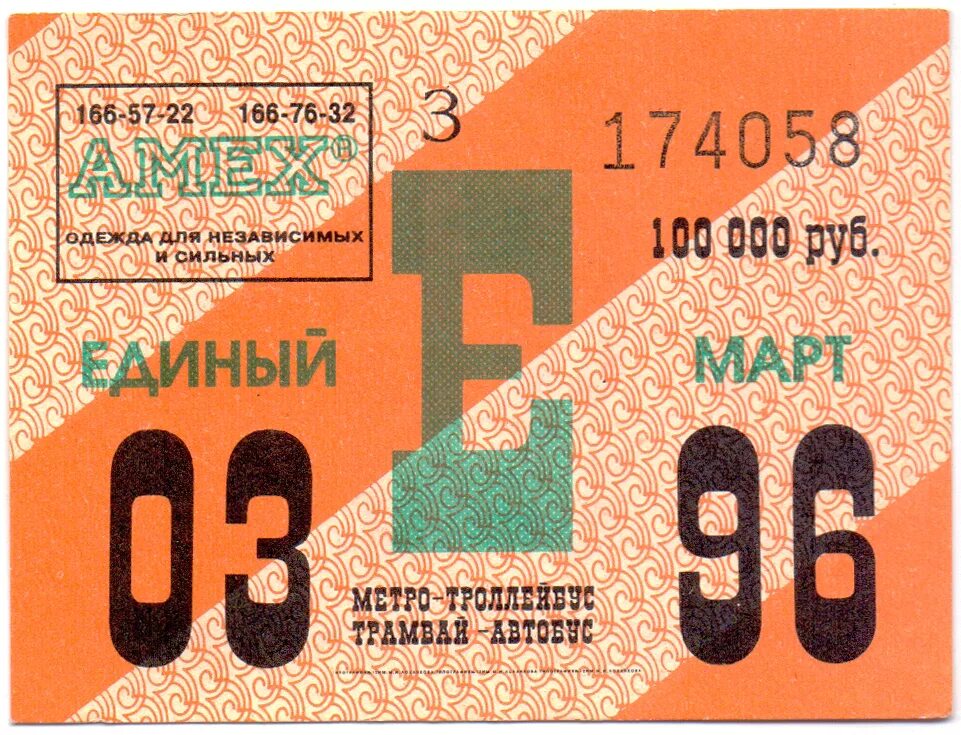 166-57-22 166-76-32
AMEX®
ОДЕЖДА ДЛЯ НЕЗАВИСИМЫХ
И СИЛЬНЫХ
З 174058
100 000 руб.
Е
ЕДИНЫЙ
МАРТ
03 96
МЕТРО-ТРОЛЛЕЙБУС
ТРАМВАЙ-АВТОБУС